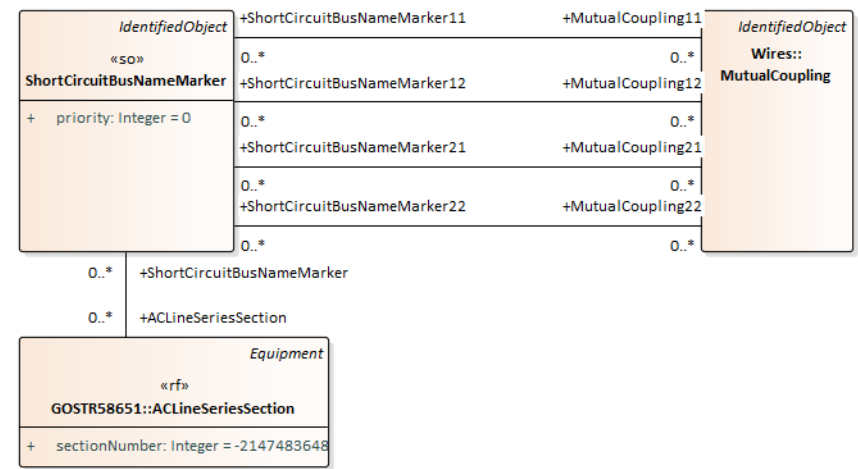 IdentifiedObject
«so»
ShortCircuitBusNameMarker
+ priority: Integer = 0
+ShortCircuitBusNameMarker11 +MutualCoupling11
0..* 0..*
+ShortCircuitBusNameMarker12 +MutualCoupling12
0..* 0..*
+ShortCircuitBusNameMarker21 +MutualCoupling21
0..* 0..*
+ShortCircuitBusNameMarker22 +MutualCoupling22
0..* 0..*
IdentifiedObject
Wires::
MutualCoupling
0..* +ShortCircuitBusNameMarker
0..* +ACLineSeriesSection
Equipment
«rf»
GOSTR58651::ACLineSeriesSection
+ sectionNumber: Integer = -2147483648